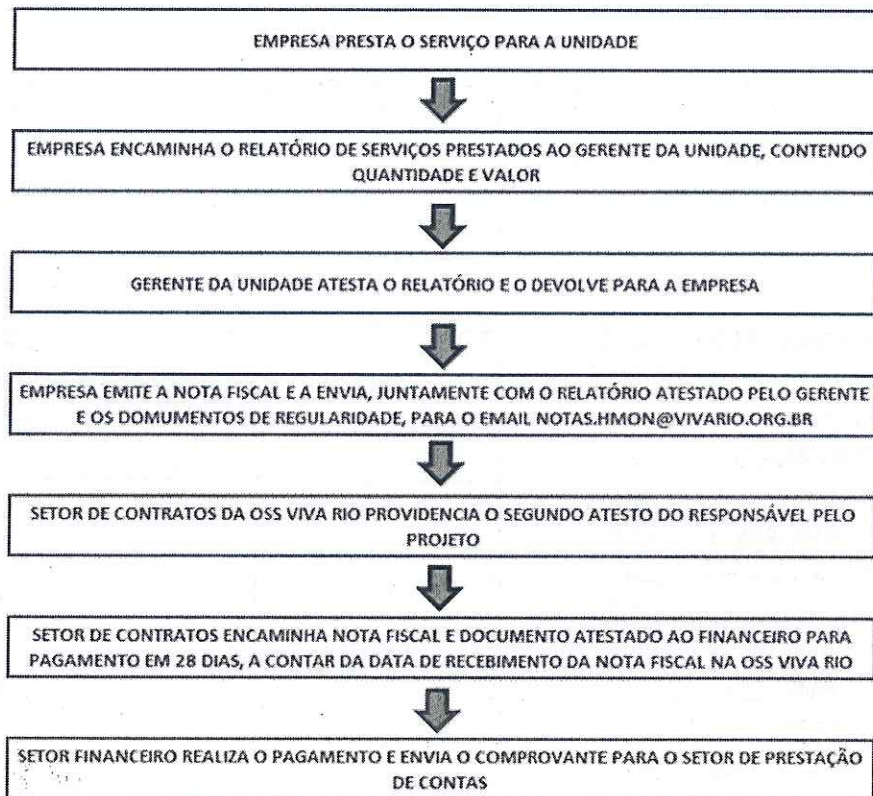 EMPRESA PRESTA O SERVIÇO PARA A UNIDADE
EMPRESA ENCAMINHA O RELATÓRIO DE SERVIÇOS PRESTADOS AO GERENTE DA UNIDADE, CONTENDO
QUANTIDADE E VALOR
GERENTE DA UNIDADE ATESTA O RELATÓRIO E O DEVOLVE PARA A EMPRESA
EMPRESA EMITE A NOTA FISCAL E A ENVIA, JUNTAMENTE COM O RELATÓRIO ATESTADO PELO GERENTE
E OS DOMUMENTOS DE REGULARIDADE, PARA O EMAIL NOTAS.HMON@VIVARIO.ORG.BR
SETOR DE CONTRATOS DA OSS VIVA RIO PROVIDENCIA O SEGUNDO ATESTO DO RESPONSÁVEL PELO
PROJETO
SETOR DE CONTRATOS ENCAMINHA NOTA FISCAL E DOCUMENTO ATESTADO AO FINANCEIRO PARA
PAGAMENTO EM 28 DIAS, A CONTAR DA DATA DE RECEBIMENTO DA NOTA FISCAL NA OSS VIVA RIO
SETOR FINANCEIRO REALIZA O PAGAMENTO E ENVIA O COMPROVANTE PARA O SETOR DE PRESTAÇÃO
DE CONTAS